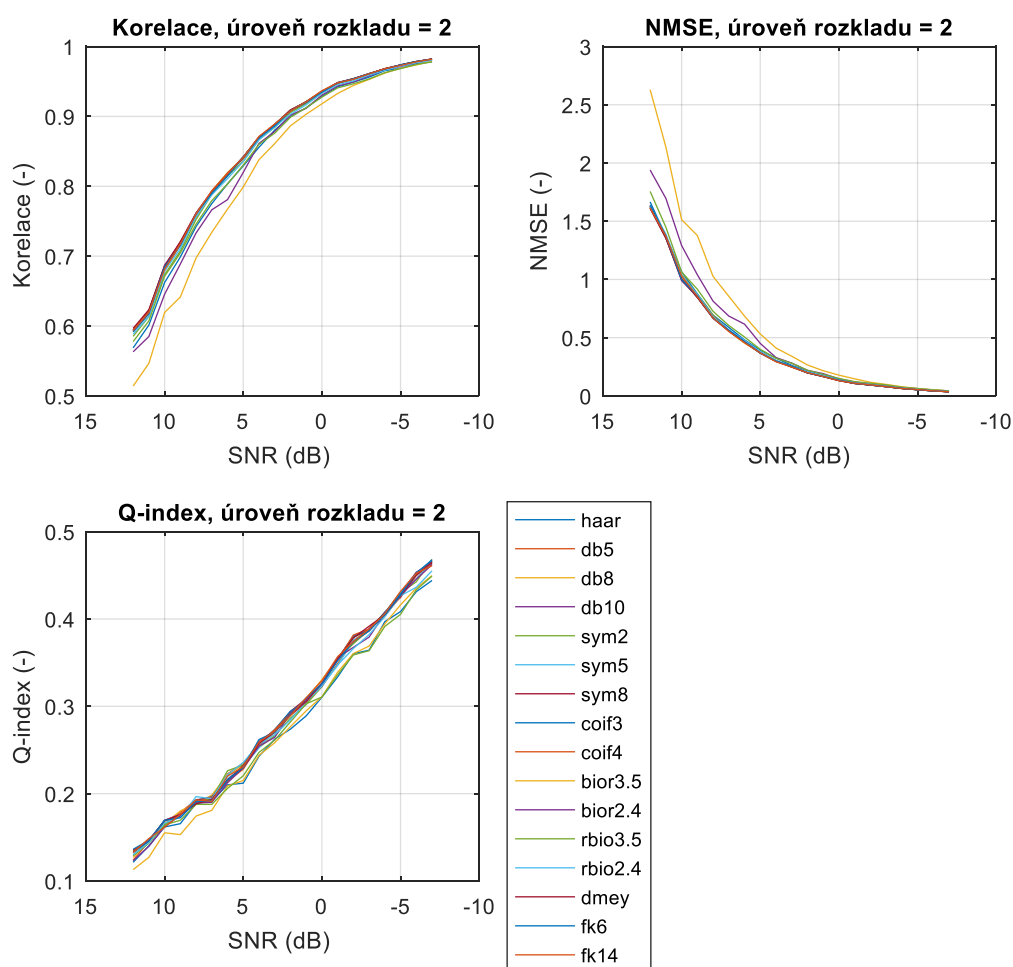 Korelace, úroveň rozkladu = 2
1
0.9
0.8
0.7
0.6
0.5
Korelace (-)
15 10 5 0 -5 -10
SNR (dB)
NMSE, úroveň rozkladu = 2
3
2.5
2
1.5
1
0.5
0
NMSE (-)
15 10 5 0 -5 -10
SNR (dB)
Q-index, úroveň rozkladu = 2
0.5
0.4
0.3
0.2
0.1
Q-index (-)
15 10 5 0 -5 -10
SNR (dB)
haar
db5
db8
db10
sym2
sym5
sym8
coif3
coif4
bior3.5
bior2.4
rbio3.5
rbio2.4
dmey
fk6
fk14